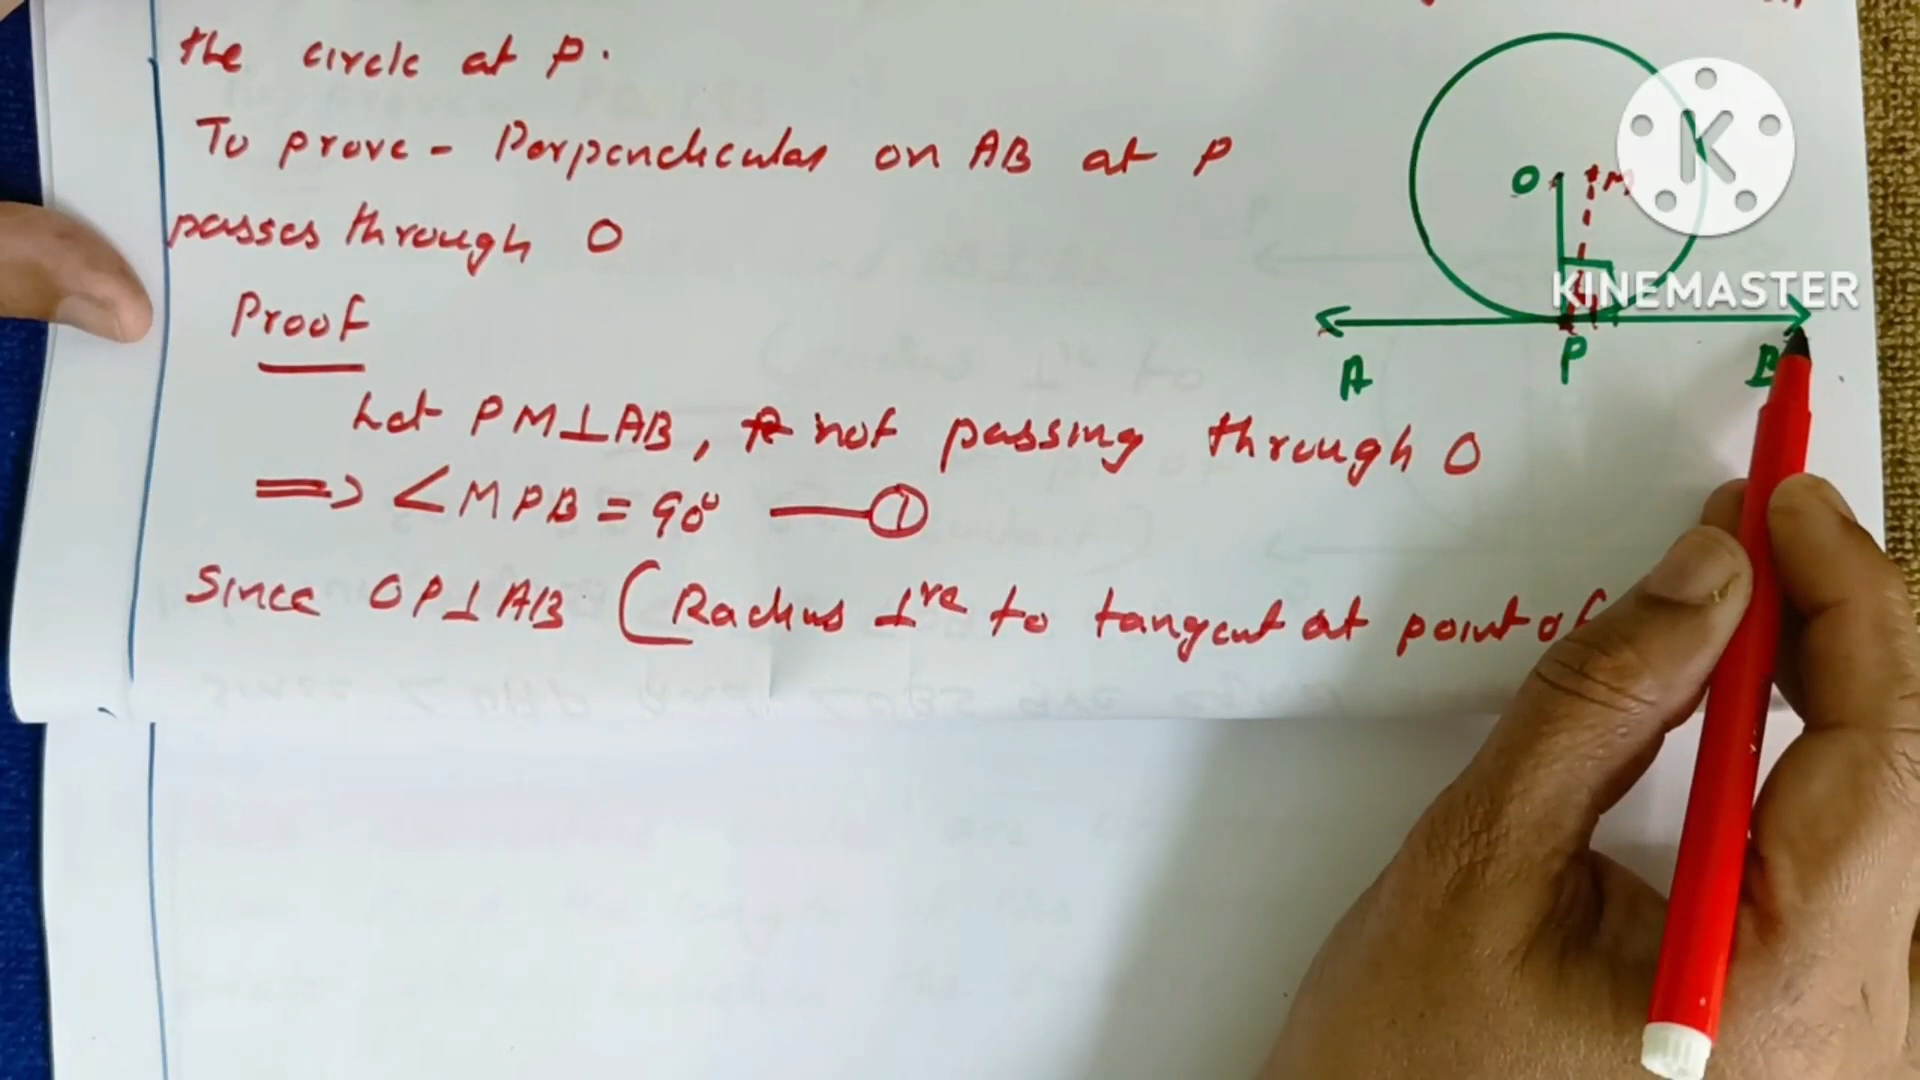 the circle at P.
To prove - Perpendicular on AB at P
passes through O
Proof
Let PM⊥AB, not passing through O
⇒ ∠MPB = 90° —①
Since OP⊥AB (Radius ⊥re to tangent at point of
O
M
A
P
B
K
KINEMASTER